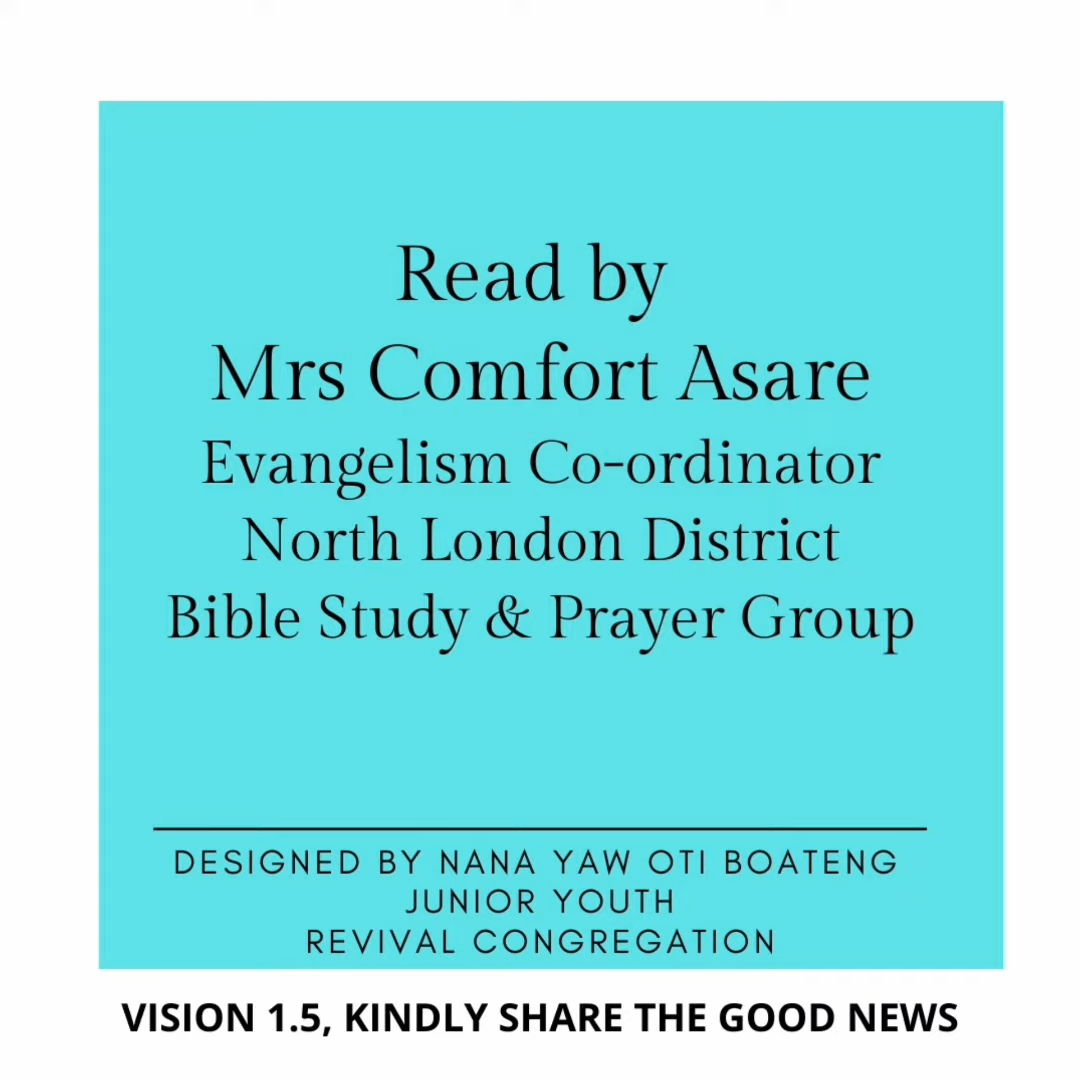 Read by
Mrs Comfort Asare
Evangelism Co-ordinator
North London District
Bible Study & Prayer Group
DESIGNED BY NANA YAW OTI BOATENG
JUNIOR YOUTH
REVIVAL CONGREGATION
VISION 1.5, KINDLY SHARE THE GOOD NEWS